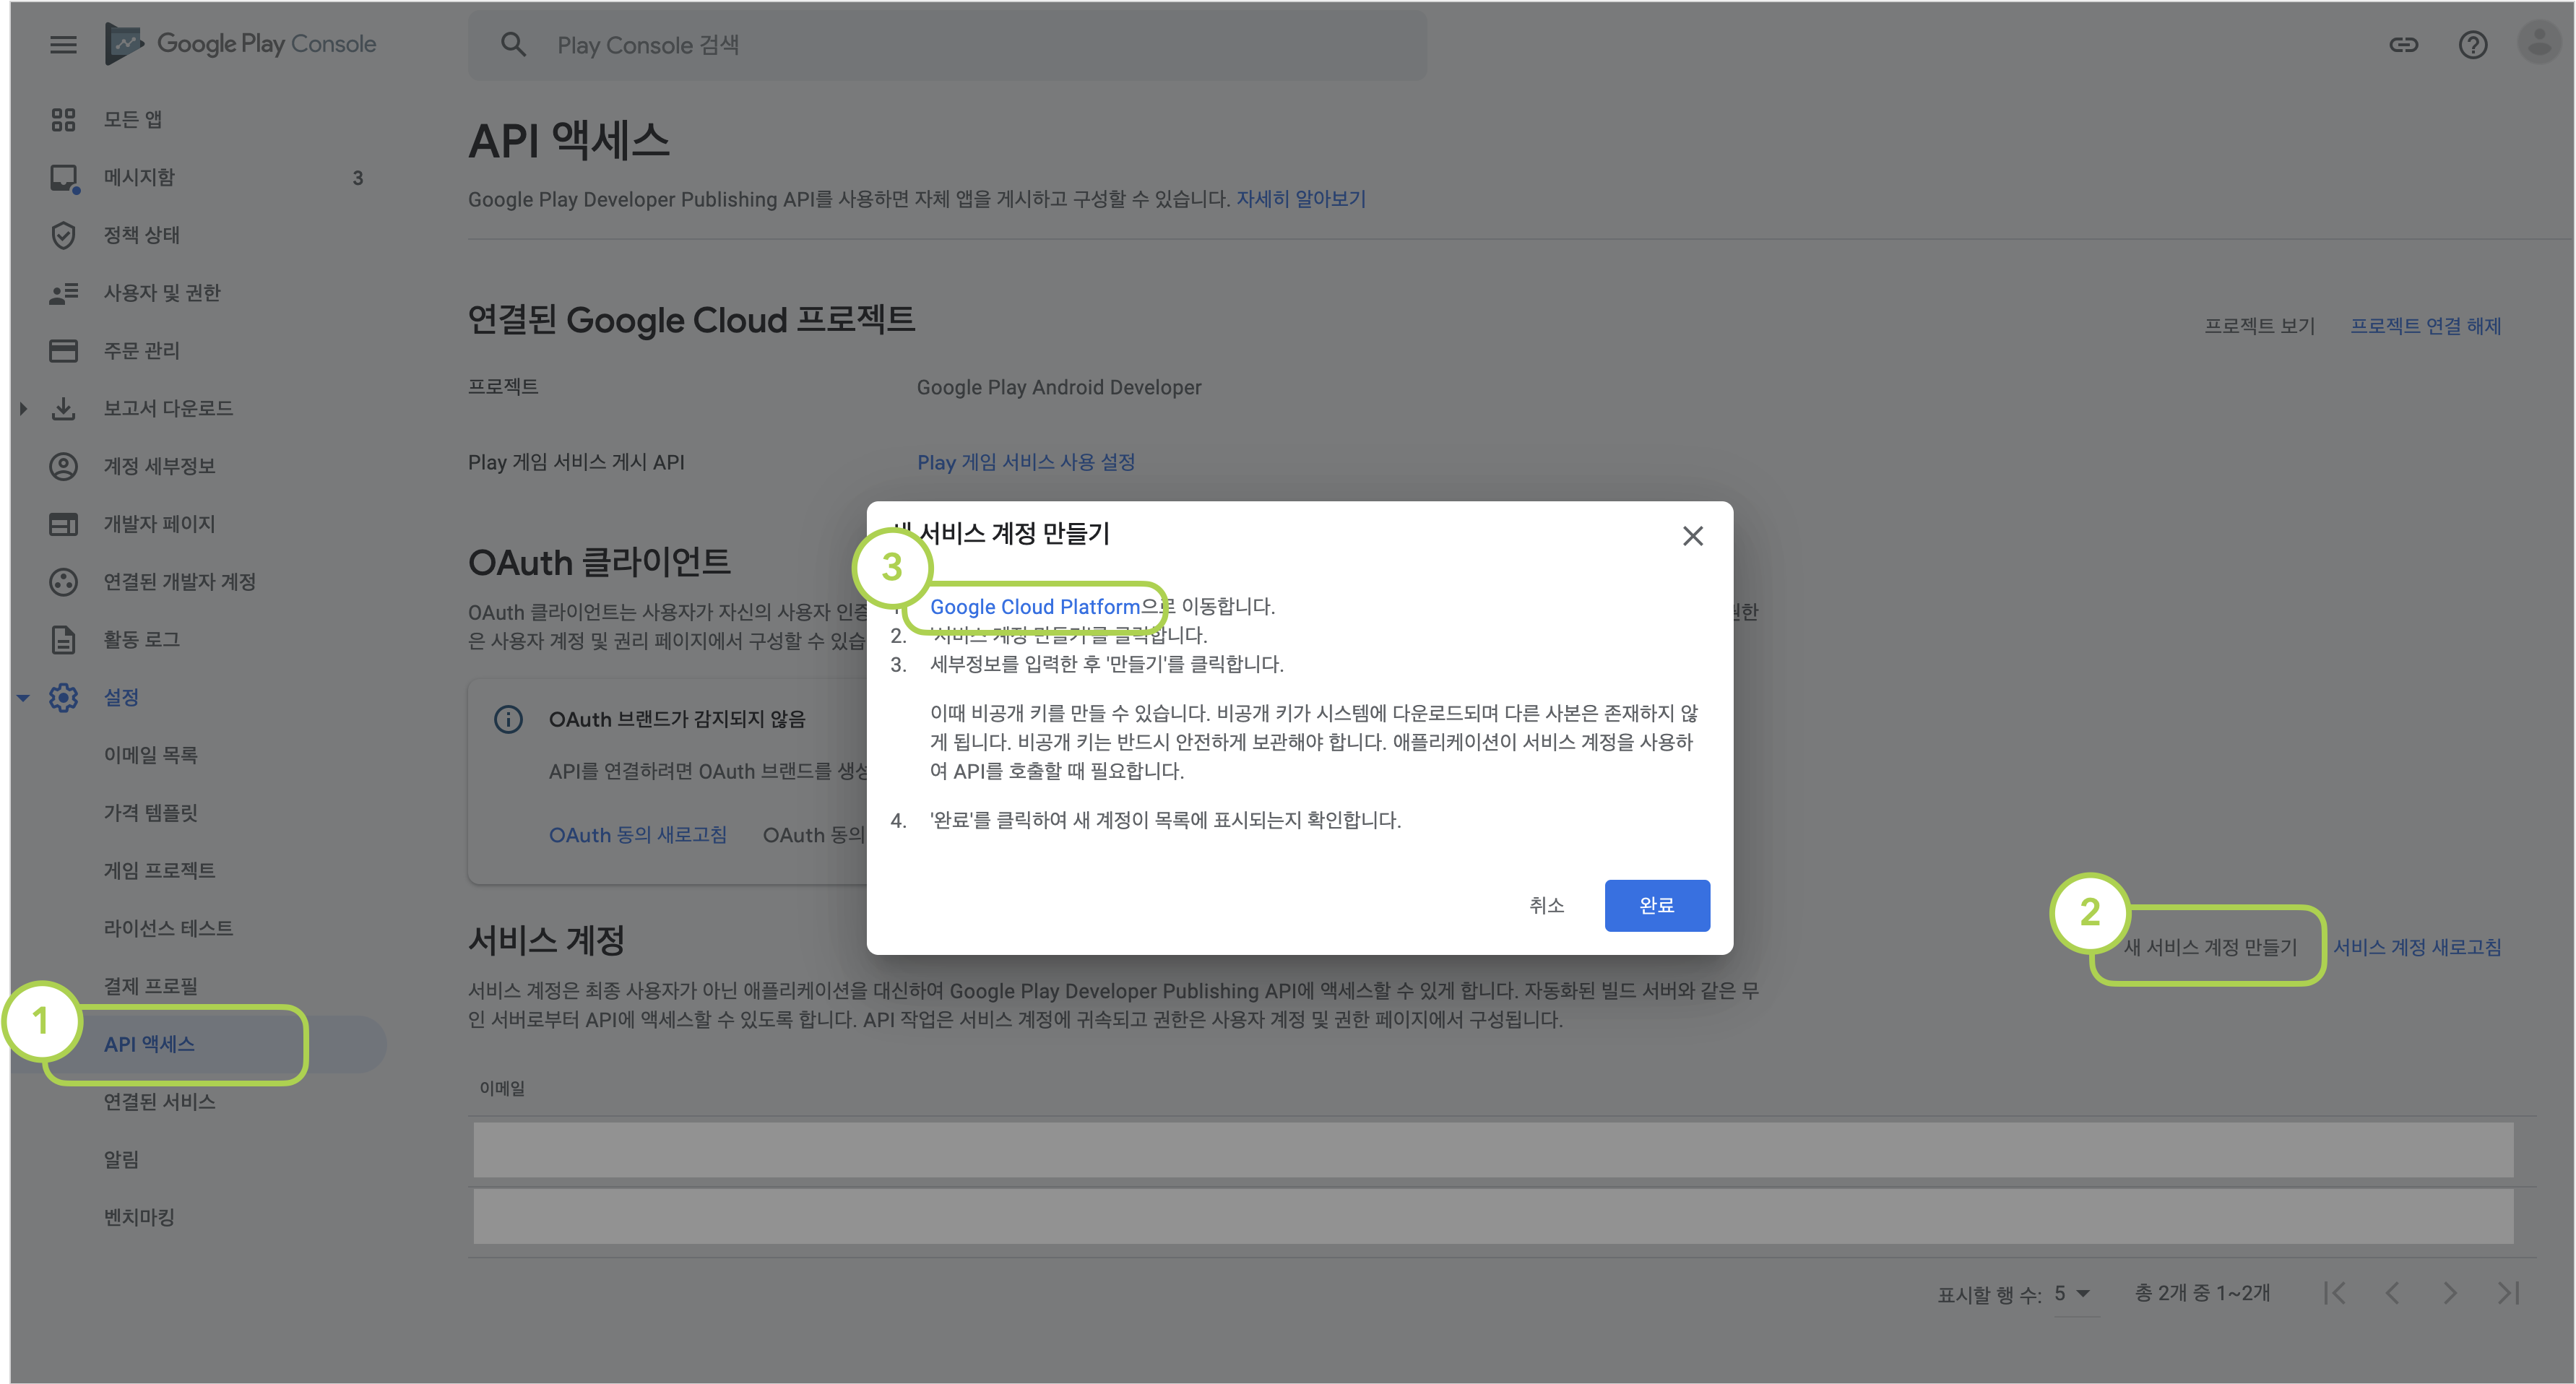 Google Play Console
Play Console 검색
모든 앱
메시지함 3
정책 상태
사용자 및 권한
주문 관리
보고서 다운로드
계정 세부정보
개발자 페이지
연결된 개발자 계정
활동 로그
설정
이메일 목록
가격 템플릿
게임 프로젝트
라이선스 테스트
결제 프로필
1
API 액세스
연결된 서비스
알림
벤치마킹
API 액세스
Google Play Developer Publishing API를 사용하면 자체 앱을 게시하고 구성할 수 있습니다. 자세히 알아보기
연결된 Google Cloud 프로젝트
프로젝트 보기 프로젝트 연결 해제
프로젝트 Google Play Android Developer
Play 게임 서비스 게시 API Play 게임 서비스 사용 설정
OAuth 클라이언트
OAuth 클라이언트는 사용자가 자신의 사용자 인증
은 사용자 계정 및 권리 페이지에서 구성할 수 있습
OAuth 브랜드가 감지되지 않음
API를 연결하려면 OAuth 브랜드를 생성
OAuth 동의 새로고침 OAuth 동의
새 서비스 계정 만들기
3
Google Cloud Platform으로 이동합니다.
2. '서비스 계정 만들기'를 클릭합니다.
3. 세부정보를 입력한 후 '만들기'를 클릭합니다.
이때 비공개 키를 만들 수 있습니다. 비공개 키가 시스템에 다운로드되며 다른 사본은 존재하지 않
게 됩니다. 비공개 키는 반드시 안전하게 보관해야 합니다. 애플리케이션이 서비스 계정을 사용하
여 API를 호출할 때 필요합니다.
4. '완료'를 클릭하여 새 계정이 목록에 표시되는지 확인합니다.
취소 완료
서비스 계정
2
새 서비스 계정 만들기 서비스 계정 새로고침
서비스 계정은 최종 사용자가 아닌 애플리케이션을 대신하여 Google Play Developer Publishing API에 액세스할 수 있게 합니다. 자동화된 빌드 서버와 같은 무
인 서버로부터 API에 액세스할 수 있도록 합니다. API 작업은 서비스 계정에 귀속되고 권한은 사용자 계정 및 권한 페이지에서 구성됩니다.
이메일
표시할 행 수: 5 총 2개 중 1~2개